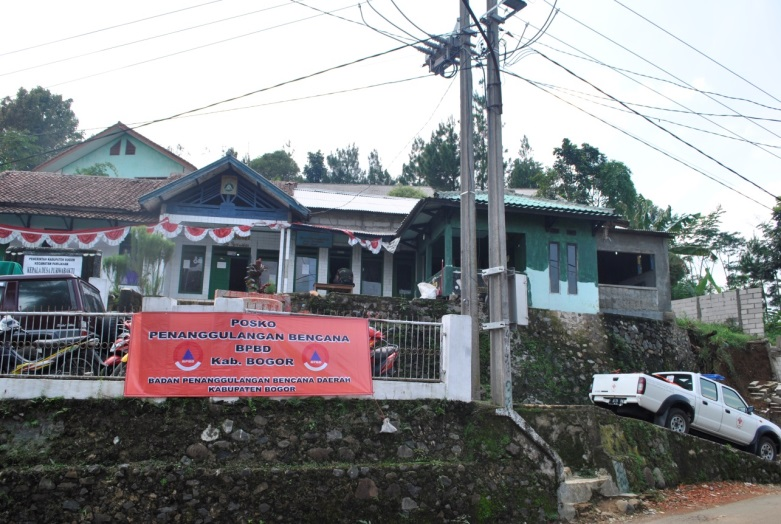 POSKO
PENANGGULANGAN BENCANA
BPBD
Kab. BOGOR
BADAN PENANGGULANGAN BENCANA DAERAH
KABUPATEN BOGOR